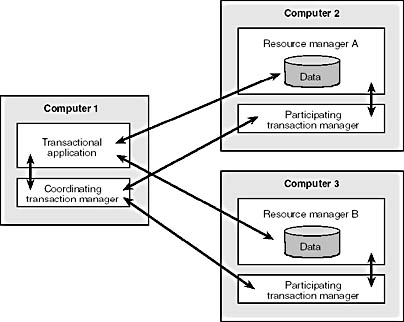 Computer 1
Transactional
application
Coordinating
transaction manager
Computer 2
Resource manager A
Data
Participating
transaction manager
Computer 3
Resource manager B
Data
Participating
transaction manager